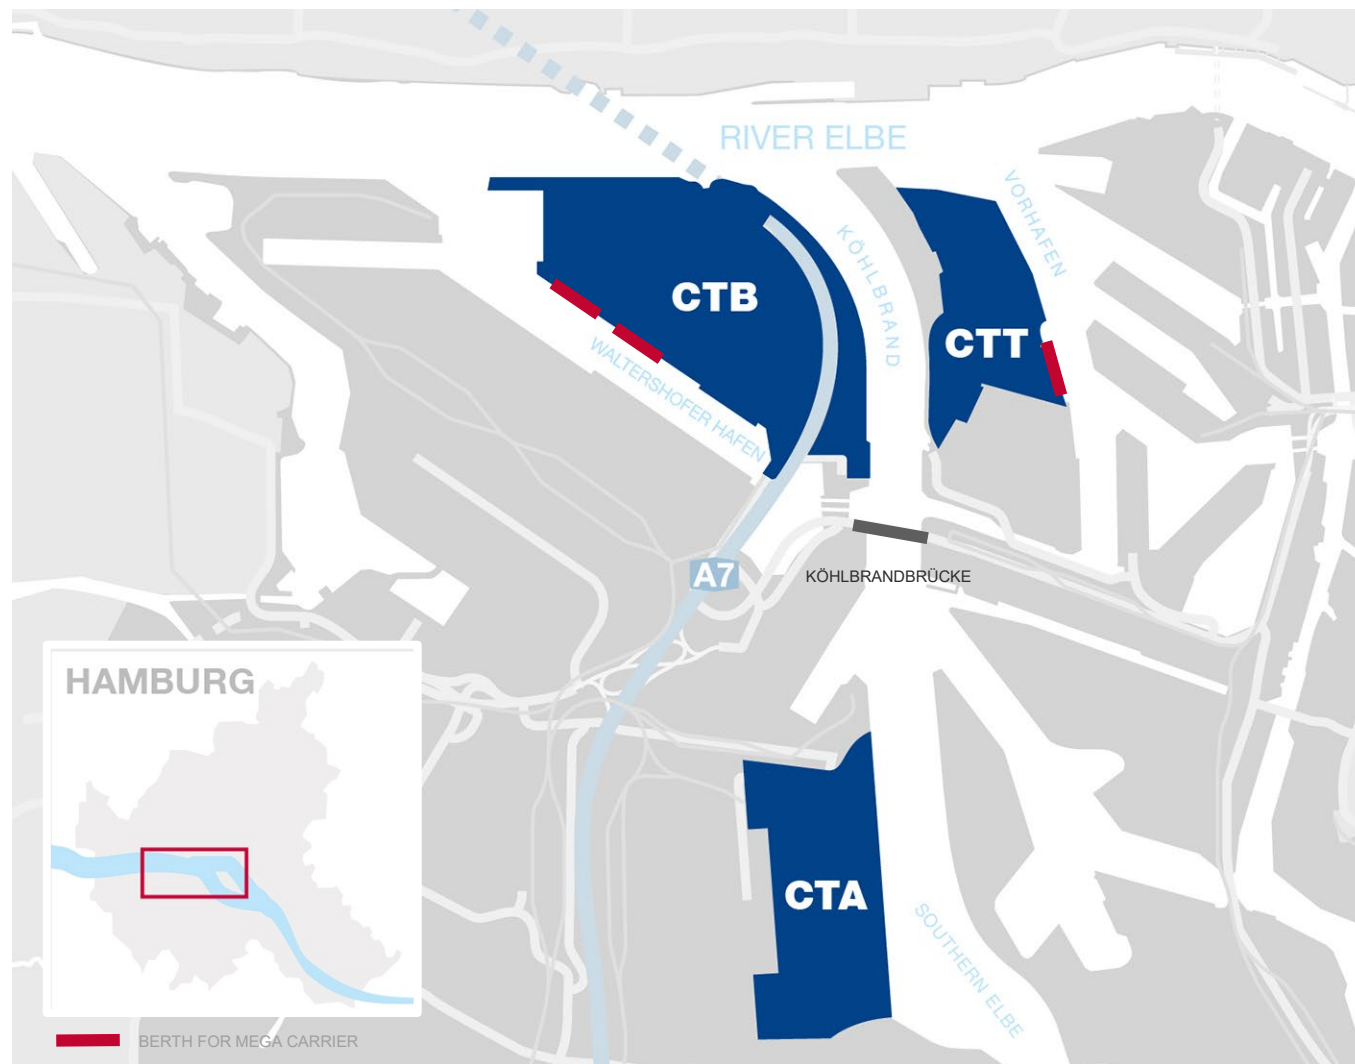 RIVER ELBE
VORHAFEN
KÖHLBRAND
CTB
CTT
WALTERSHOFER HAFEN
A7
KÖHLBRANDBRÜCKE
HAMBURG
CTA
SOUTHERN ELBE
BERTH FOR MEGA CARRIER